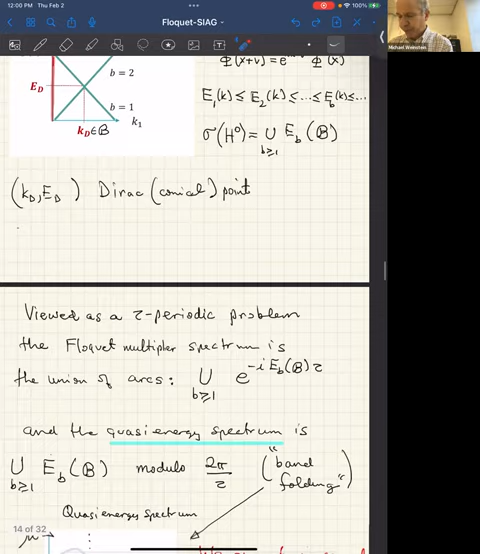 12:00 PM Thu Feb 2
100%
Floquet-SIAG
Michael Weinstein
E_D
b = 2
b = 1
k_D ∈ B
k_1
Φ(x+v) = e Φ(x)
E_1(k) ≤ E_2(k) ≤ ... ≤ E_b(k) ≤ ...
σ(H⁰) = ∪_{b≥1} E_b(B)
(k_D, E_D) Dirac (conical) point
Viewed as a τ-periodic problem
the Floquet multiplier spectrum is
the union of arcs: ∪_{b≥1} e^{-i E_b(B) τ}
and the quasienergy spectrum is
∪_{b≥1} E_b(B) modulo 2π/τ ("band folding")
Quasienergy spectrum
14 of 32
μ